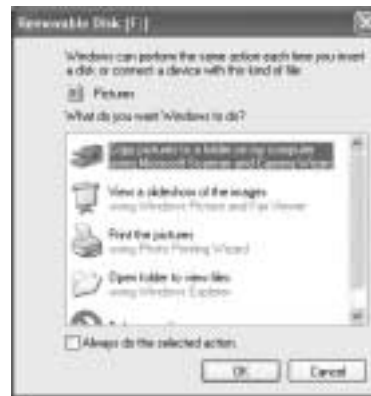 Removable Disk (F:)
Windows can perform the same action each time you insert
a disk or connect a device with this kind of file:
Pictures
What do you want Windows to do?
Copy pictures to a folder on my computer
using Microsoft Scanner and Camera Wizard
View a slideshow of the images
using Windows Picture and Fax Viewer
Print the pictures
using Photo Printing Wizard
Open folder to view files
using Windows Explorer
Always do the selected action.
OK
Cancel